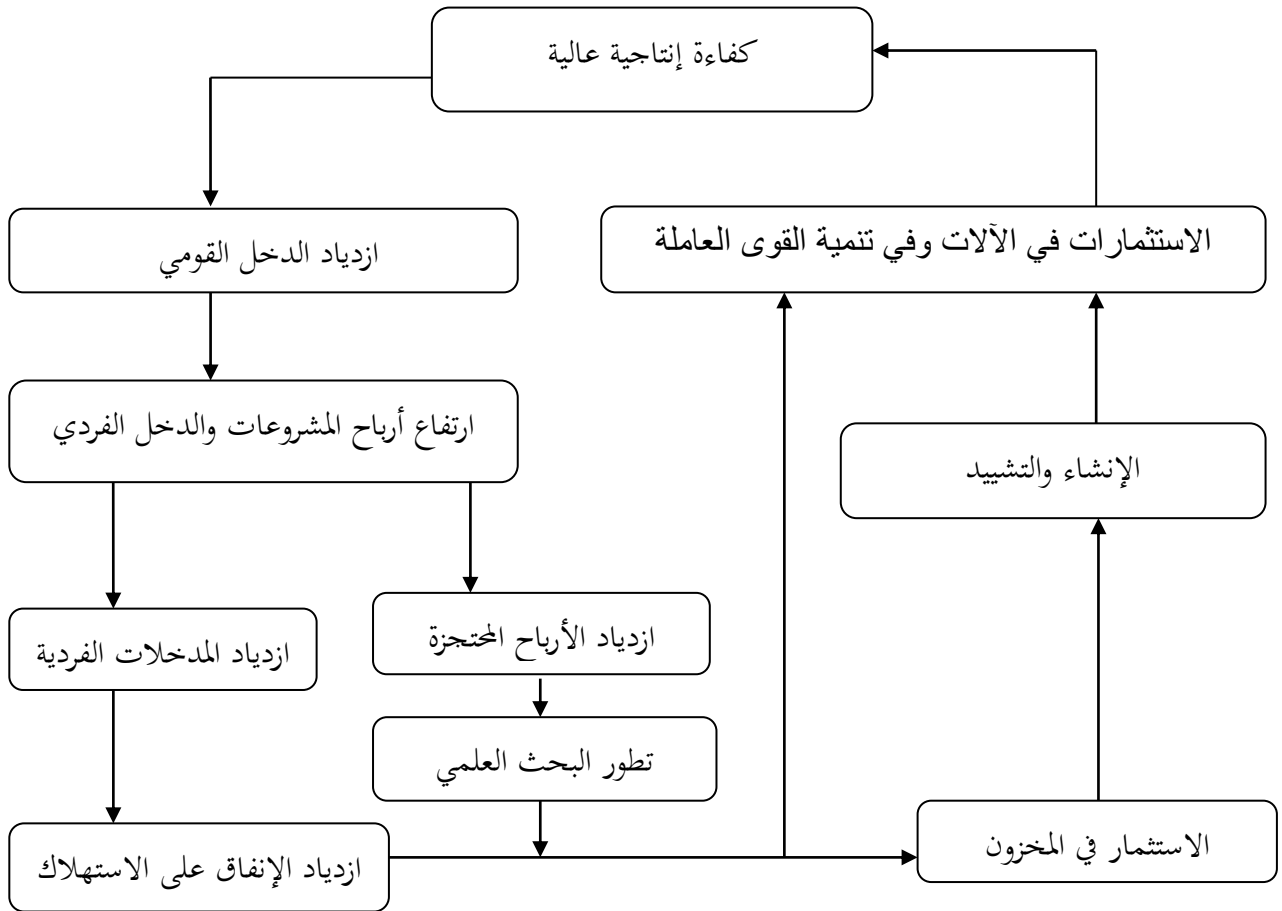 كفاءة إنتاجية عالية
الاستثمارات في الآلات وفي تنمية القوى العاملة
ازدياد الدخل القومي
ارتفاع أرباح المشروعات والدخل الفردي
الإنشاء والتشييد
ازدياد الأرباح المحتجزة
ازدياد المدخلات الفردية
تطور البحث العلمي
الاستثمار في المخزون
ازدياد الإنفاق على الاستهلاك